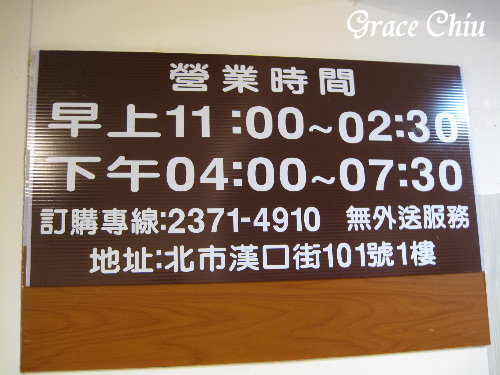 Grace Chiu
營業時間
早上11:00~02:30
下午04:00~07:30
訂購專線:2371-4910 無外送服務
地址:北市漢口街101號1樓